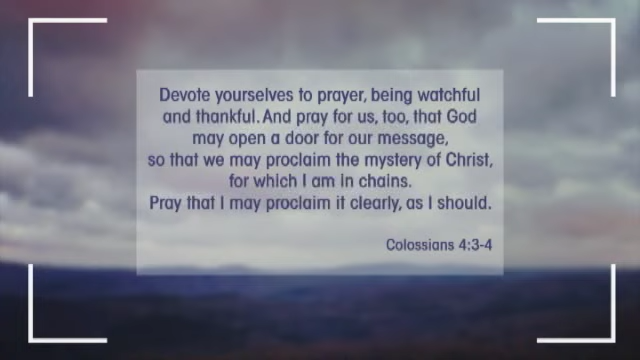 Devote yourselves to prayer, being watchful
and thankful. And pray for us, too, that God
may open a door for our message,
so that we may proclaim the mystery of Christ,
for which I am in chains.
Pray that I may proclaim it clearly, as I should.
Colossians 4:3-4